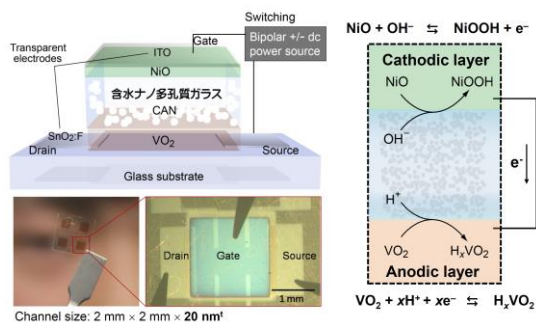 Switching
Gate
Bipolar +/- dc
power source
Transparent
electrodes
ITO
NiO
含水ナノ多孔質ガラス
CAN
SnO₂:F
Drain
VO₂
Source
Glass substrate
Drain
Gate
Source
1 mm
Channel size: 2 mm × 2 mm × 20 nmᵗ
NiO + OH⁻ ⇆ NiOOH + e⁻
Cathodic layer
NiO
NiOOH
OH⁻
e⁻
H⁺
VO₂
HₓVO₂
Anodic layer
VO₂ + xH⁺ + xe⁻ ⇆ HₓVO₂